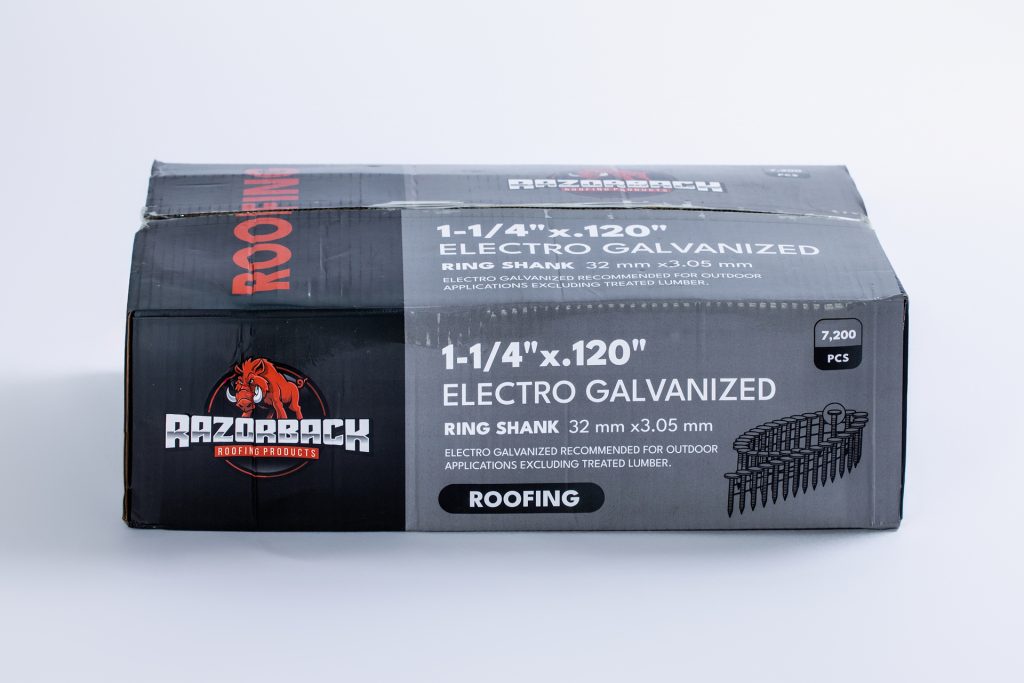 ROOFING
RAZORBACK
ROOFING PRODUCTS
7,200
PCS
1-1/4"x.120"
ELECTRO GALVANIZED
RING SHANK 32 mm x3.05 mm
ELECTRO GALVANIZED RECOMMENDED FOR OUTDOOR
APPLICATIONS EXCLUDING TREATED LUMBER.
RAZORBACK
ROOFING PRODUCTS
1-1/4"x.120"
ELECTRO GALVANIZED
RING SHANK 32 mm x3.05 mm
ELECTRO GALVANIZED RECOMMENDED FOR OUTDOOR
APPLICATIONS EXCLUDING TREATED LUMBER.
ROOFING
7,200
PCS